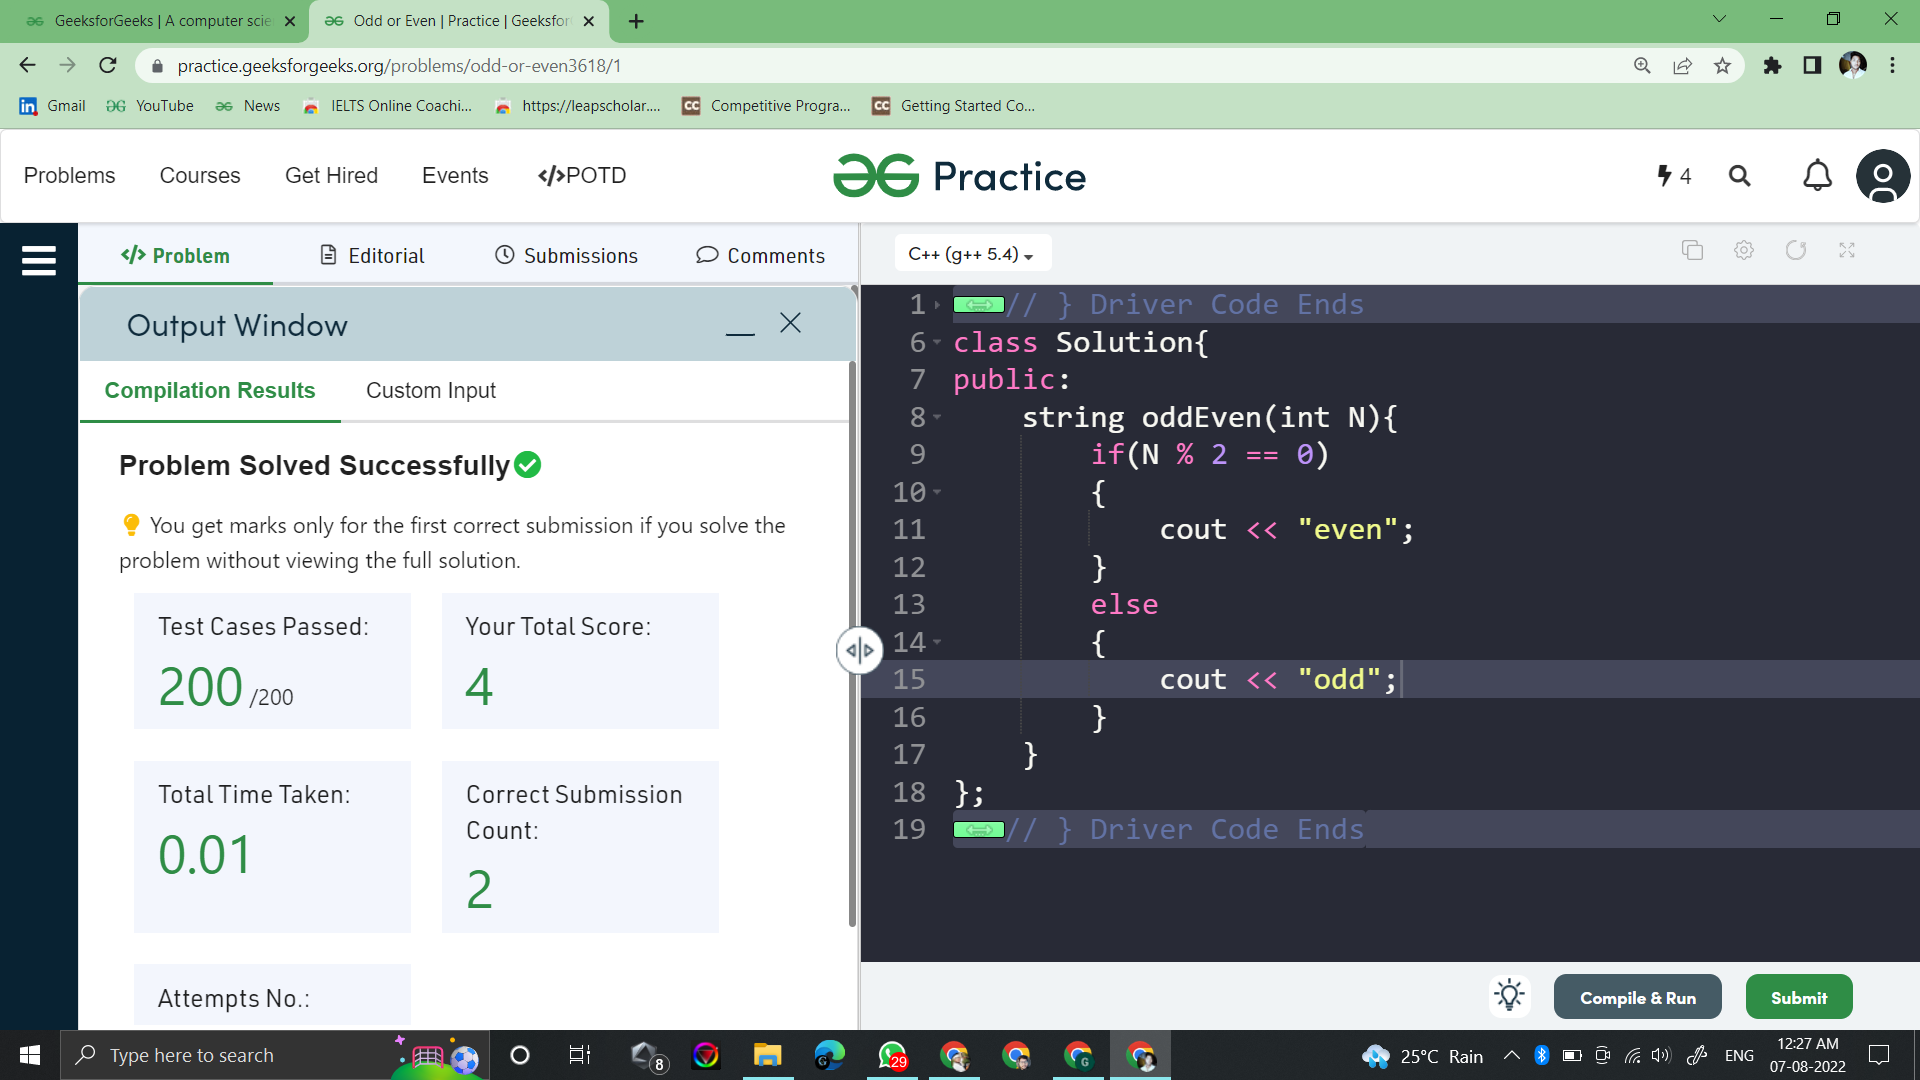 GeeksforGeeks | A computer scie
Odd or Even | Practice | Geeksfor
practice.geeksforgeeks.org/problems/odd-or-even3618/1
Gmail
YouTube
News
IELTS Online Coachi...
https://leapscholar....
CC Competitive Progra...
CC Getting Started Co...
Problems
Courses
Get Hired
Events
</>POTD
Practice
4
</> Problem
Editorial
Submissions
Comments
Output Window
Compilation Results
Custom Input
Problem Solved Successfully
You get marks only for the first correct submission if you solve the
problem without viewing the full solution.
Test Cases Passed:
200 /200
Your Total Score:
4
Total Time Taken:
0.01
Correct Submission
Count:
2
Attempts No.:
C++ (g++ 5.4)
1 // } Driver Code Ends
6 class Solution{
7 public:
8 string oddEven(int N){
9 if(N % 2 == 0)
10 {
11 cout << "even";
12 }
13 else
14 {
15 cout << "odd";
16 }
17 }
18 };
19 // } Driver Code Ends
Compile & Run
Submit
Type here to search
8
29
G
25°C Rain
ENG
12:27 AM
07-08-2022